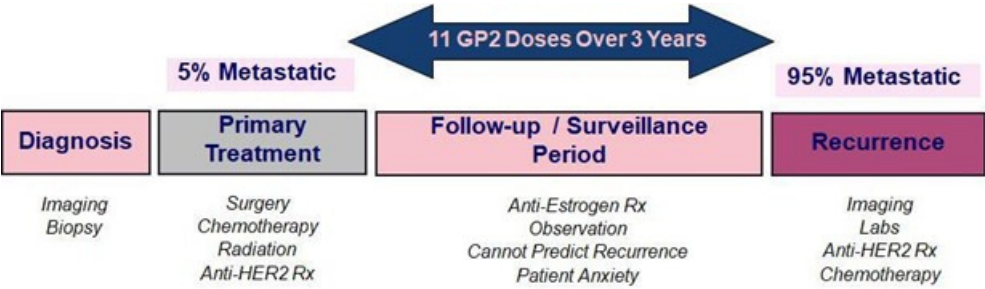 11 GP2 Doses Over 3 Years
5% Metastatic
95% Metastatic
Diagnosis
Primary
Treatment
Follow-up / Surveillance
Period
Recurrence
Imaging
Biopsy
Surgery
Chemotherapy
Radiation
Anti-HER2 Rx
Anti-Estrogen Rx
Observation
Cannot Predict Recurrence
Patient Anxiety
Imaging
Labs
Anti-HER2 Rx
Chemotherapy